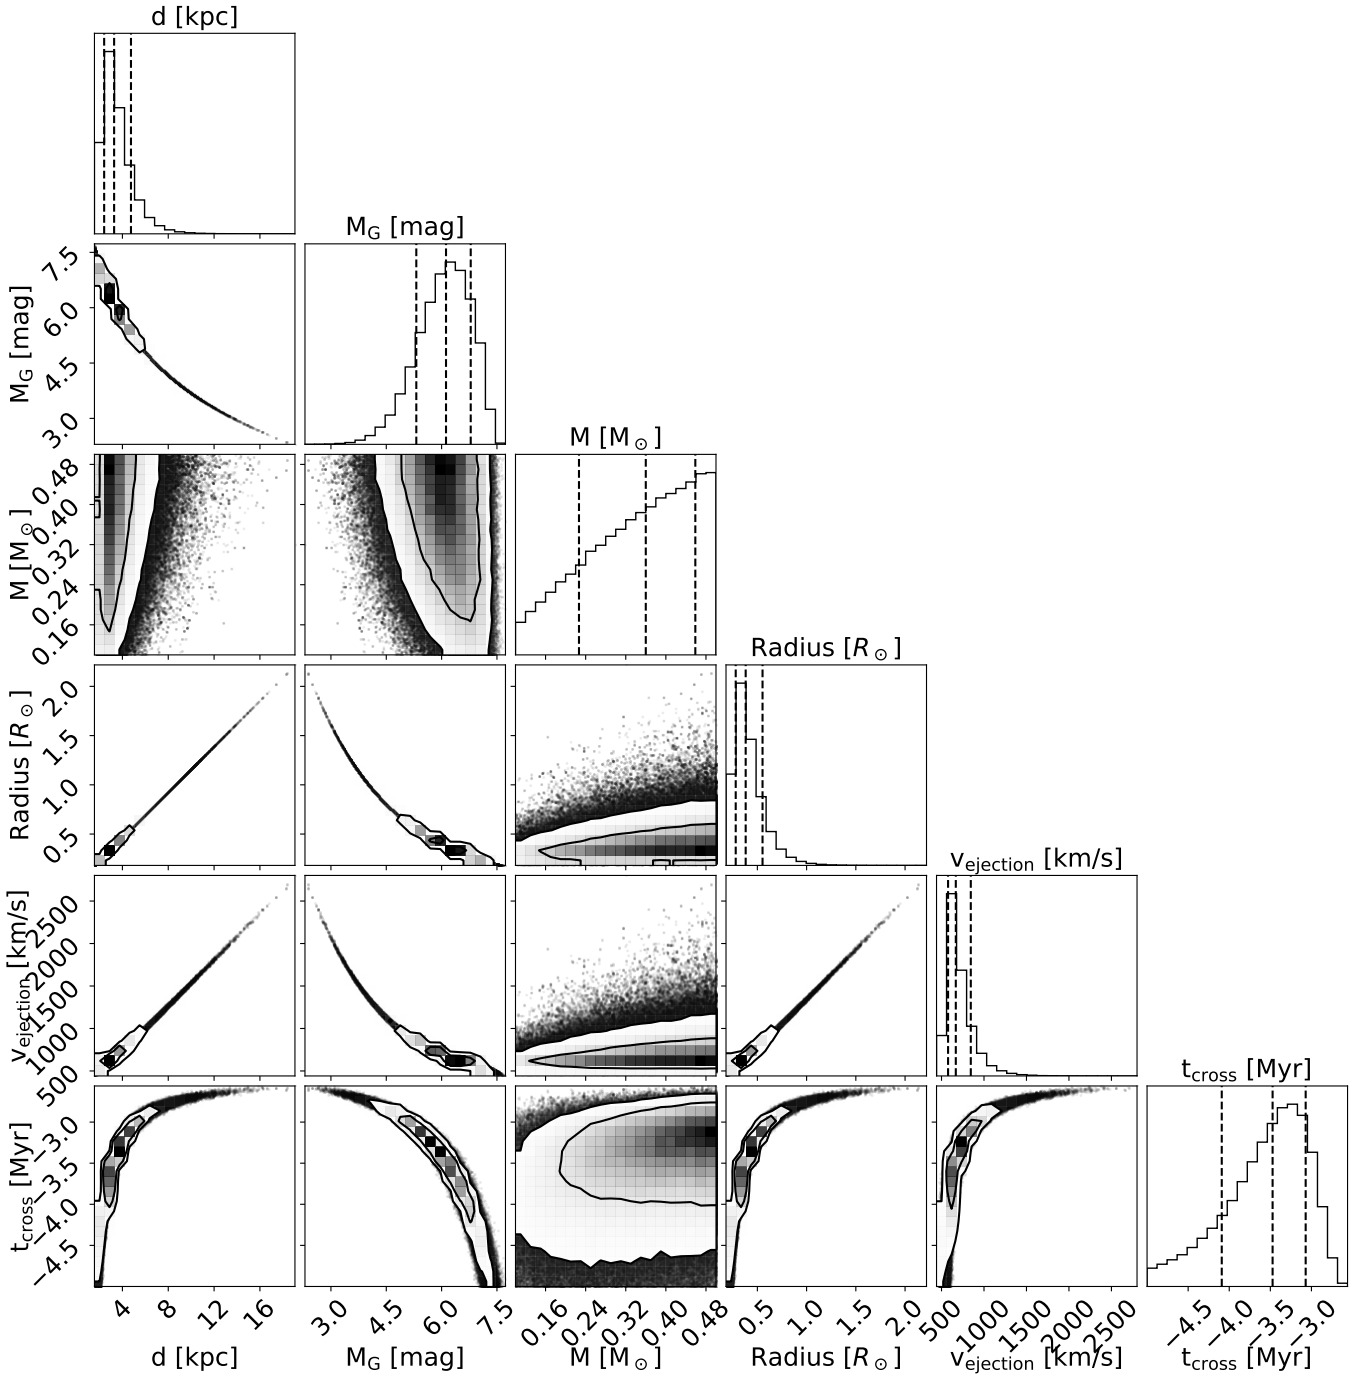 d [kpc]
M_G [mag]
7.5
6.0
4.5
3.0
M_G [mag]
M [M_⊙]
0.48
0.40
0.32
0.24
0.16
M [M_⊙]
Radius [R_⊙]
2.0
1.5
1.0
0.5
Radius [R_⊙]
v_ejection [km/s]
2500
2000
1500
1000
500
v_ejection [km/s]
t_cross [Myr]
−3.0
−3.5
−4.0
−4.5
t_cross [Myr]
4 8 12 16 3.0 4.5 6.0 7.5 0.16 0.24 0.32 0.40 0.48 0.5 1.0 1.5 2.0 500 1000 1500 2000 2500 −4.5 −4.0 −3.5 −3.0
d [kpc] M_G [mag] M [M_⊙] Radius [R_⊙] v_ejection [km/s] t_cross [Myr]